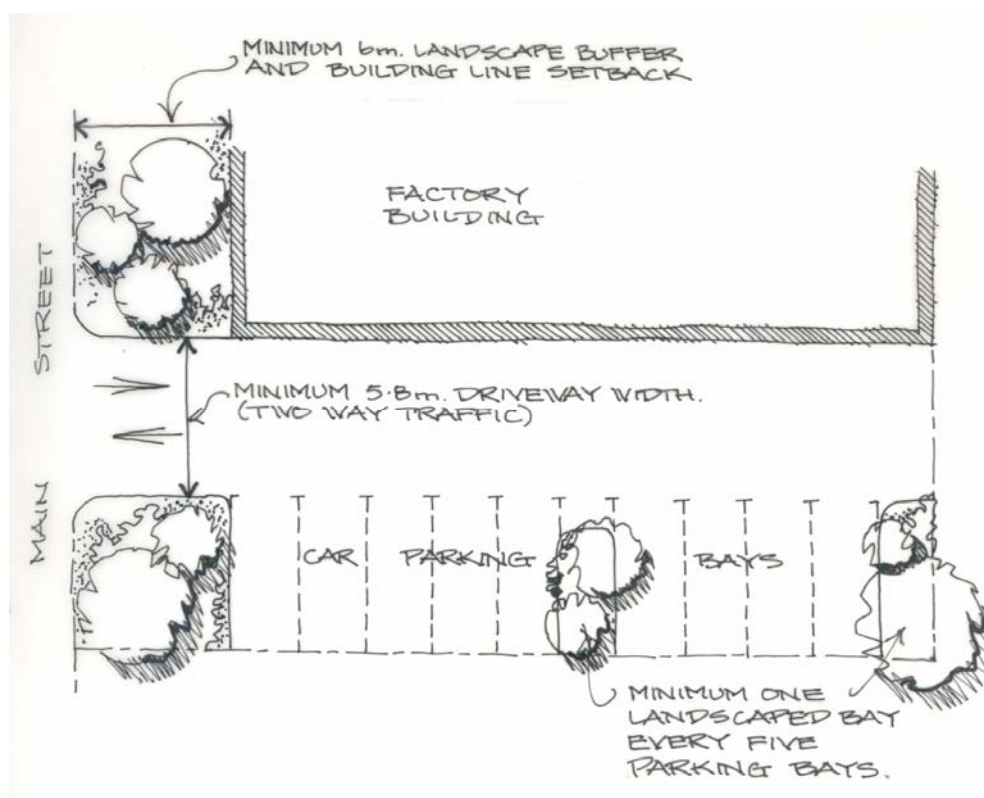 MINIMUM 6m. LANDSCAPE BUFFER
AND BUILDING LINE SETBACK
FACTORY
BUILDING
MAIN STREET
MINIMUM 5.8m. DRIVEWAY WIDTH.
(TWO WAY TRAFFIC)
CAR PARKING BAYS
MINIMUM ONE
LANDSCAPED BAY
EVERY FIVE
PARKING BAYS.